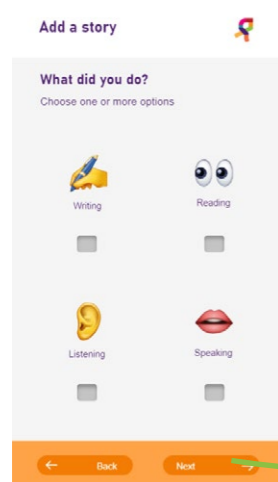 Add a story
What did you do?
Choose one or more options
Writing Reading
Listening Speaking
Back Next